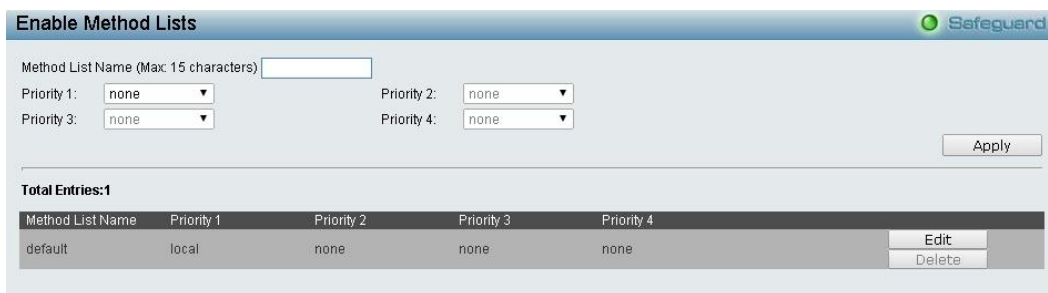 Enable Method Lists
Safeguard
Method List Name (Max: 15 characters)
Priority 1: none Priority 2: none
Priority 3: none Priority 4: none
Apply
Total Entries:1
Method List Name Priority 1 Priority 2 Priority 3 Priority 4
default local none none none
Edit
Delete